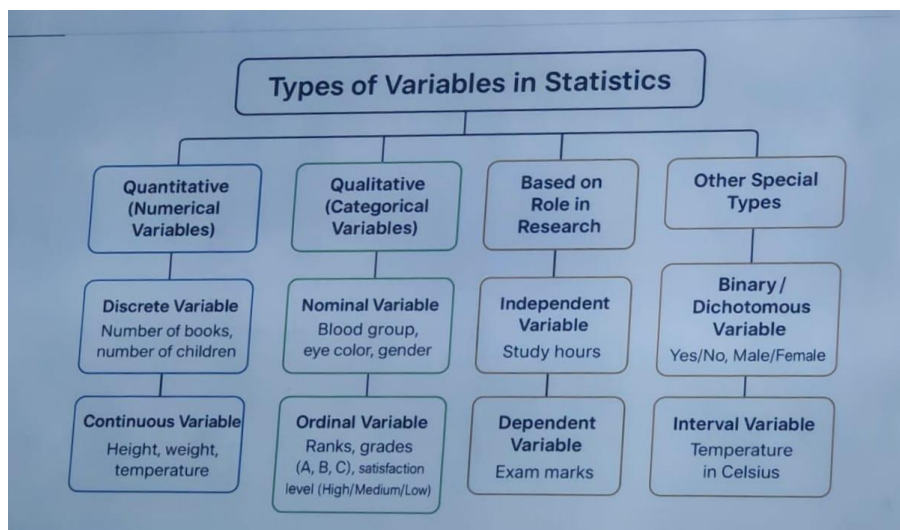 Types of Variables in Statistics
Quantitative
(Numerical
Variables)
Discrete Variable
Number of books,
number of children
Continuous Variable
Height, weight,
temperature
Qualitative
(Categorical
Variables)
Nominal Variable
Blood group,
eye color, gender
Ordinal Variable
Ranks, grades
(A, B, C), satisfaction
level (High/Medium/Low)
Based on
Role in
Research
Independent
Variable
Study hours
Dependent
Variable
Exam marks
Other Special
Types
Binary /
Dichotomous
Variable
Yes/No, Male/Female
Interval Variable
Temperature
in Celsius